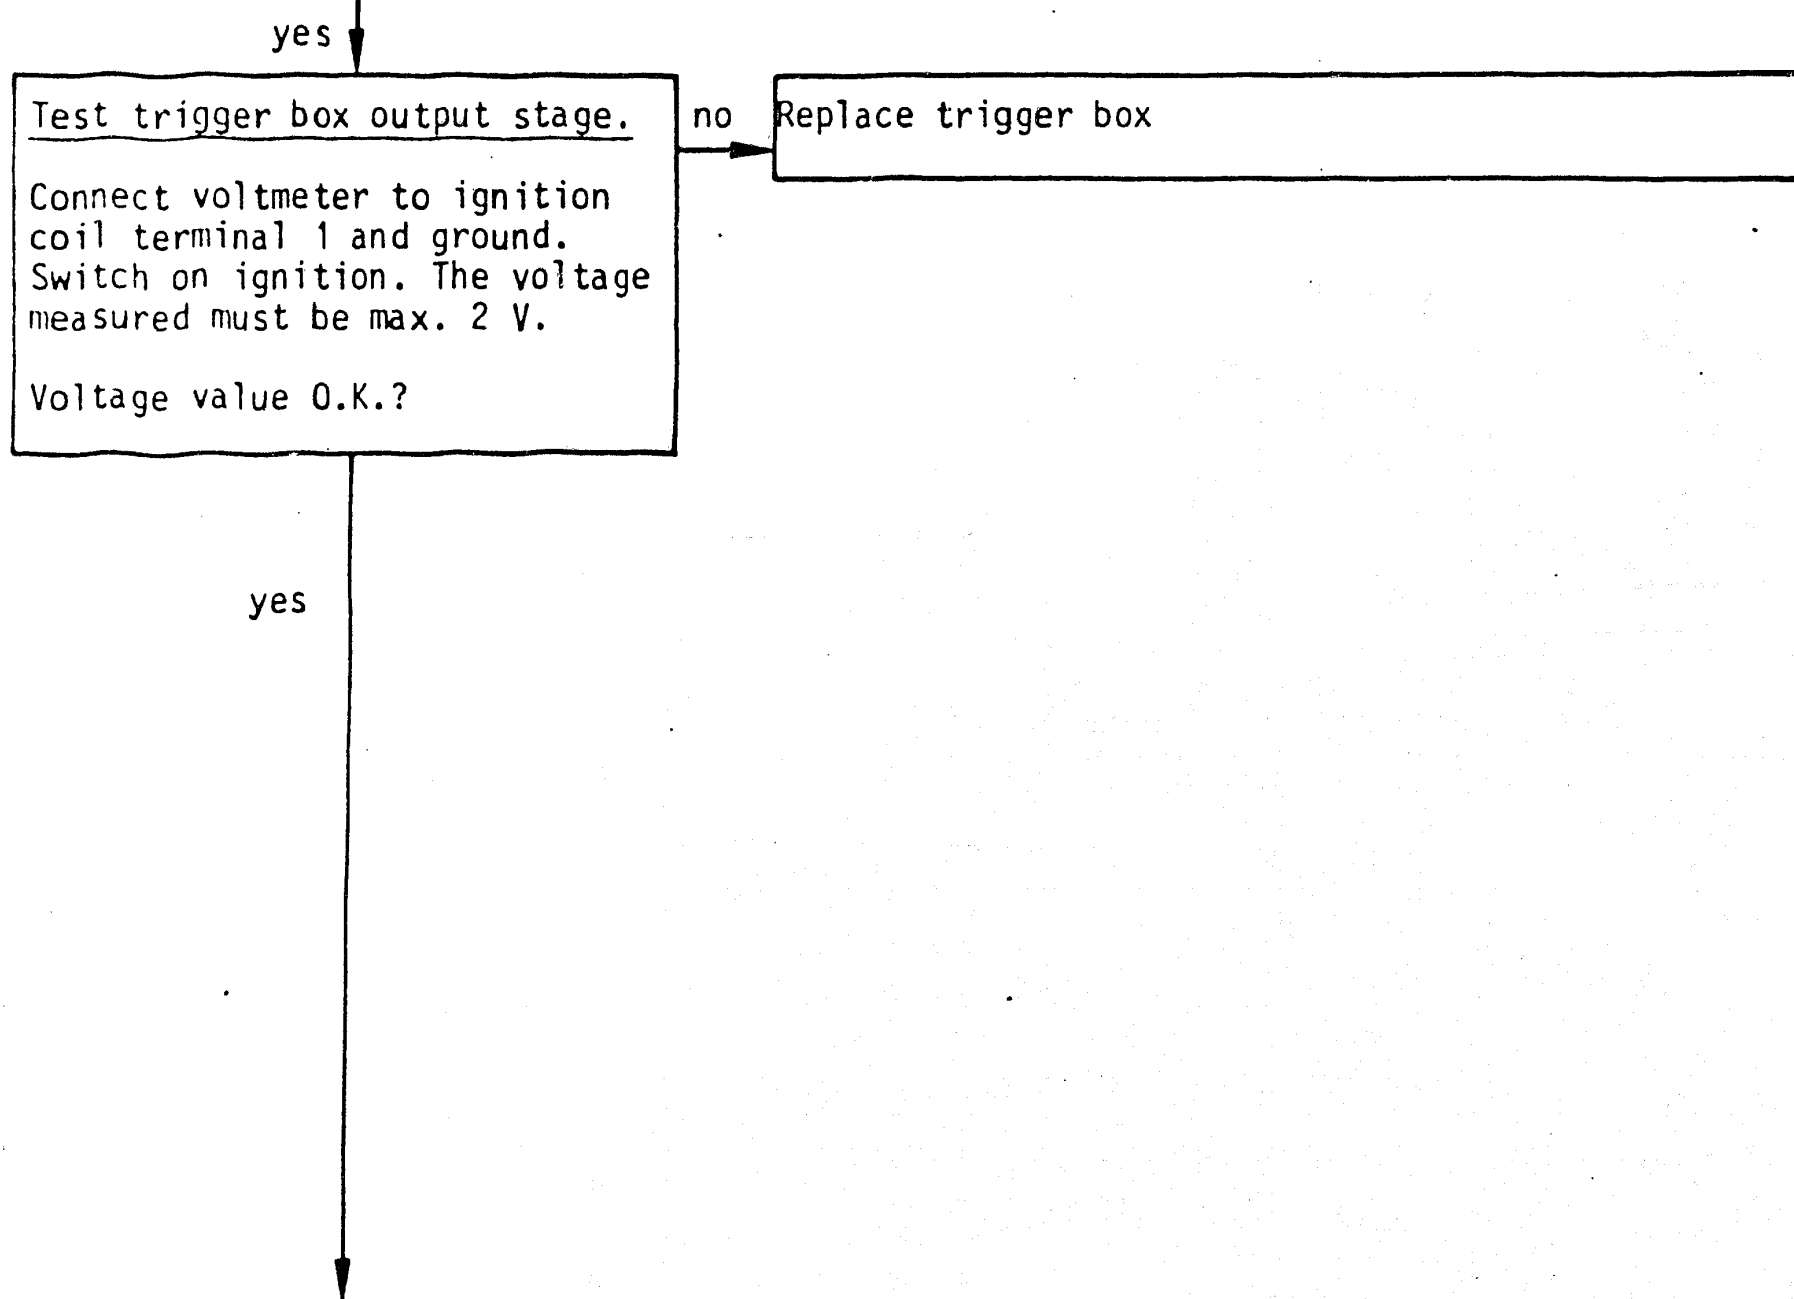 yes
Test trigger box output stage.
no
Replace trigger box
Connect voltmeter to ignition
coil terminal 1 and ground.
Switch on ignition. The voltage
measured must be max. 2 V.
Voltage value O.K.?
yes